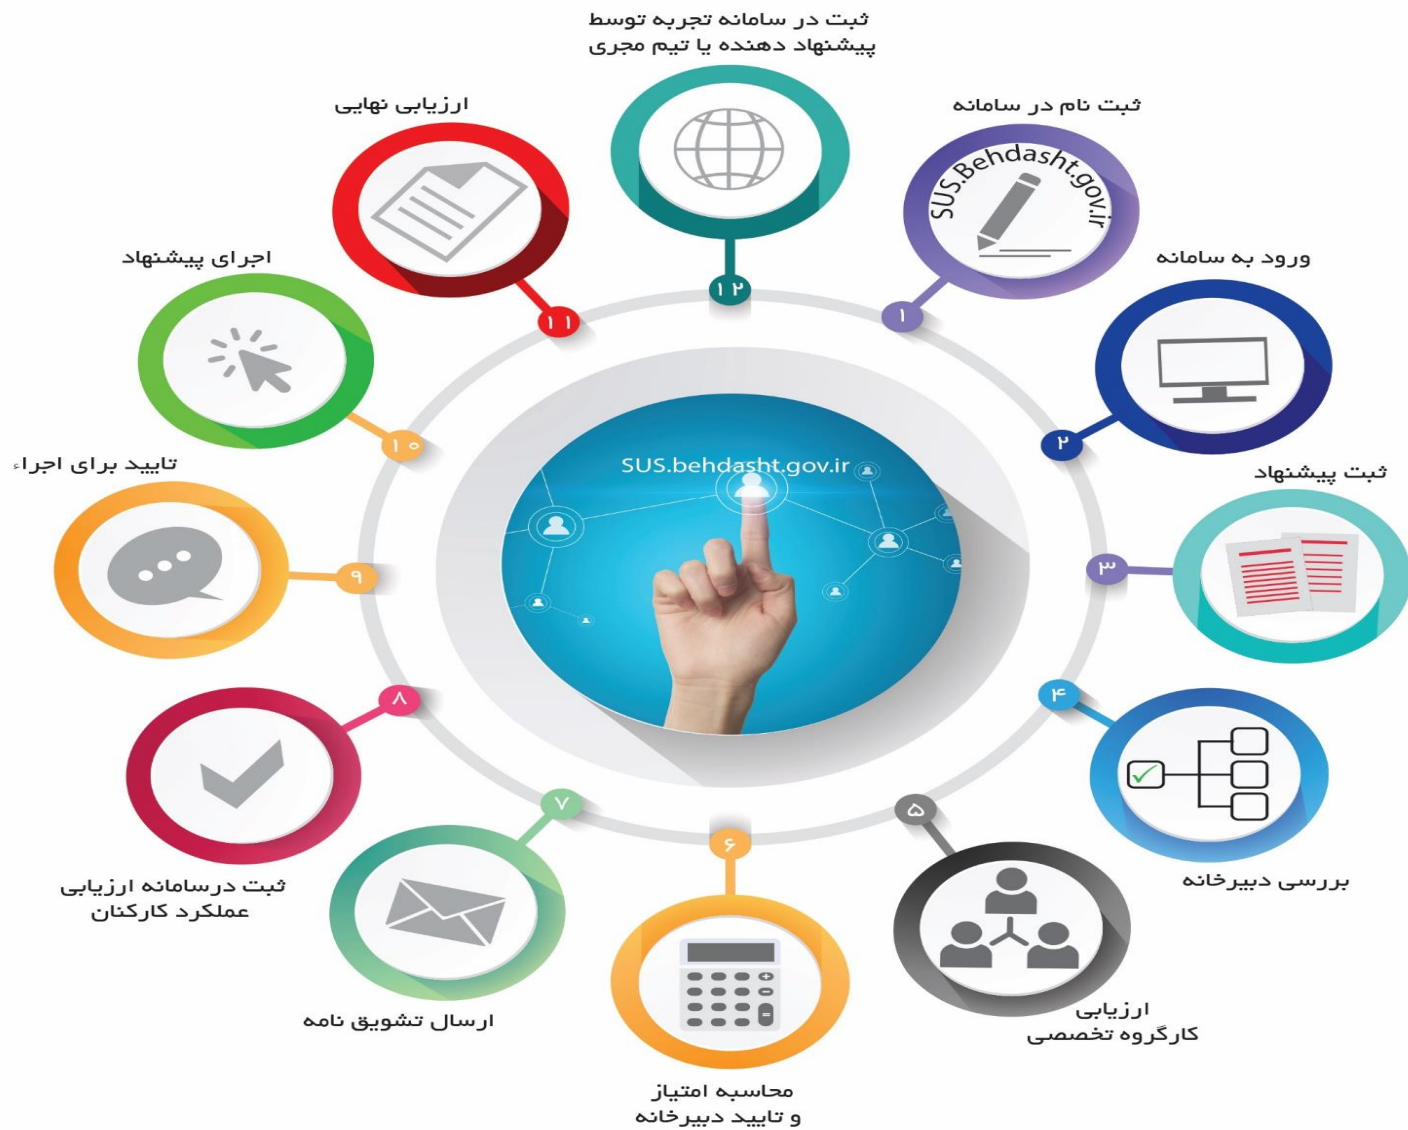 ثبت در سامانه تجربه توسط
پیشنهاد دهنده یا تیم مجری
۱۲
ثبت نام در سامانه
SUS.Behdasht.gov.ir
۱
ورود به سامانه
۲
ثبت پیشنهاد
۳
۴
بررسی دبیرخانه
۵
ارزیابی
کارگروه تخصصی
۶
محاسبه امتیاز
و تایید دبیرخانه
۷
ارسال تشویق نامه
۸
ثبت درسامانه ارزیابی
عملکرد کارکنان
تایید برای اجراء
۹
اجرای پیشنهاد
۱۰
ارزیابی نهایی
۱۱
SUS.behdasht.gov.ir